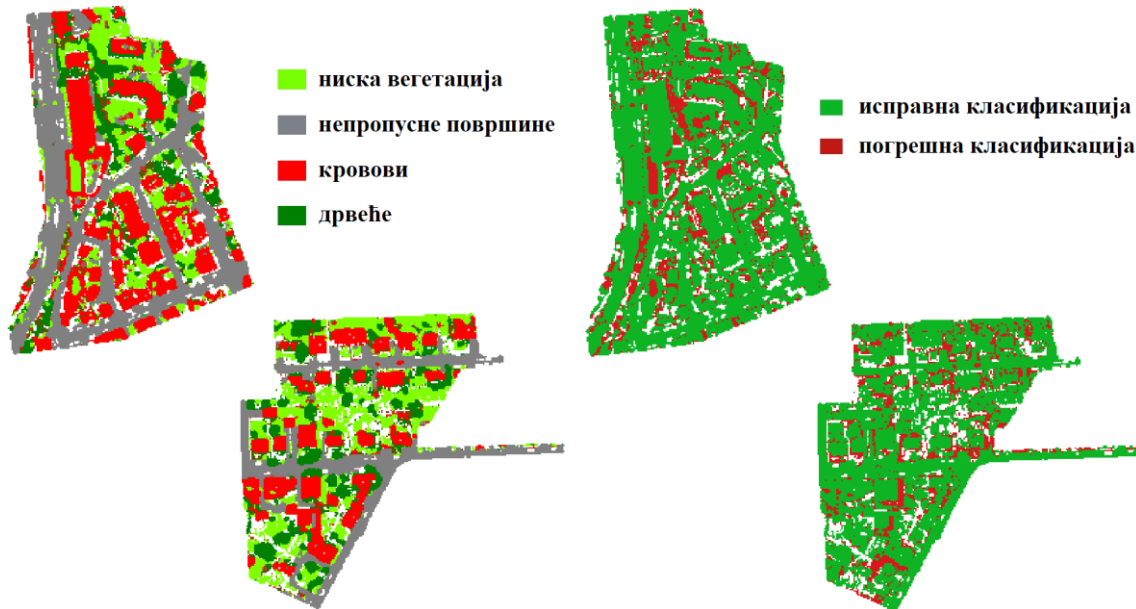 ниска вегетација
непропусне површине
кровови
дрвеће
исправна класификација
погрешна класификација